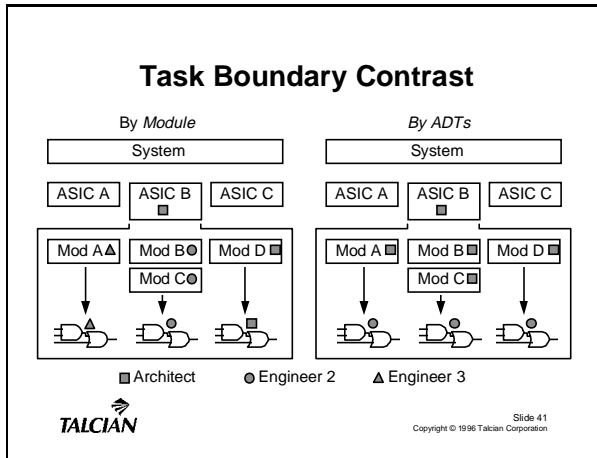 Task Boundary Contrast
By Module
System
ASIC A ASIC B ASIC C
Mod A Mod B Mod D
Mod C
By ADTs
System
ASIC A ASIC B ASIC C
Mod A Mod B Mod D
Mod C
Architect Engineer 2 Engineer 3
TALCIAN
Slide 41
Copyright © 1996 Talcian Corporation